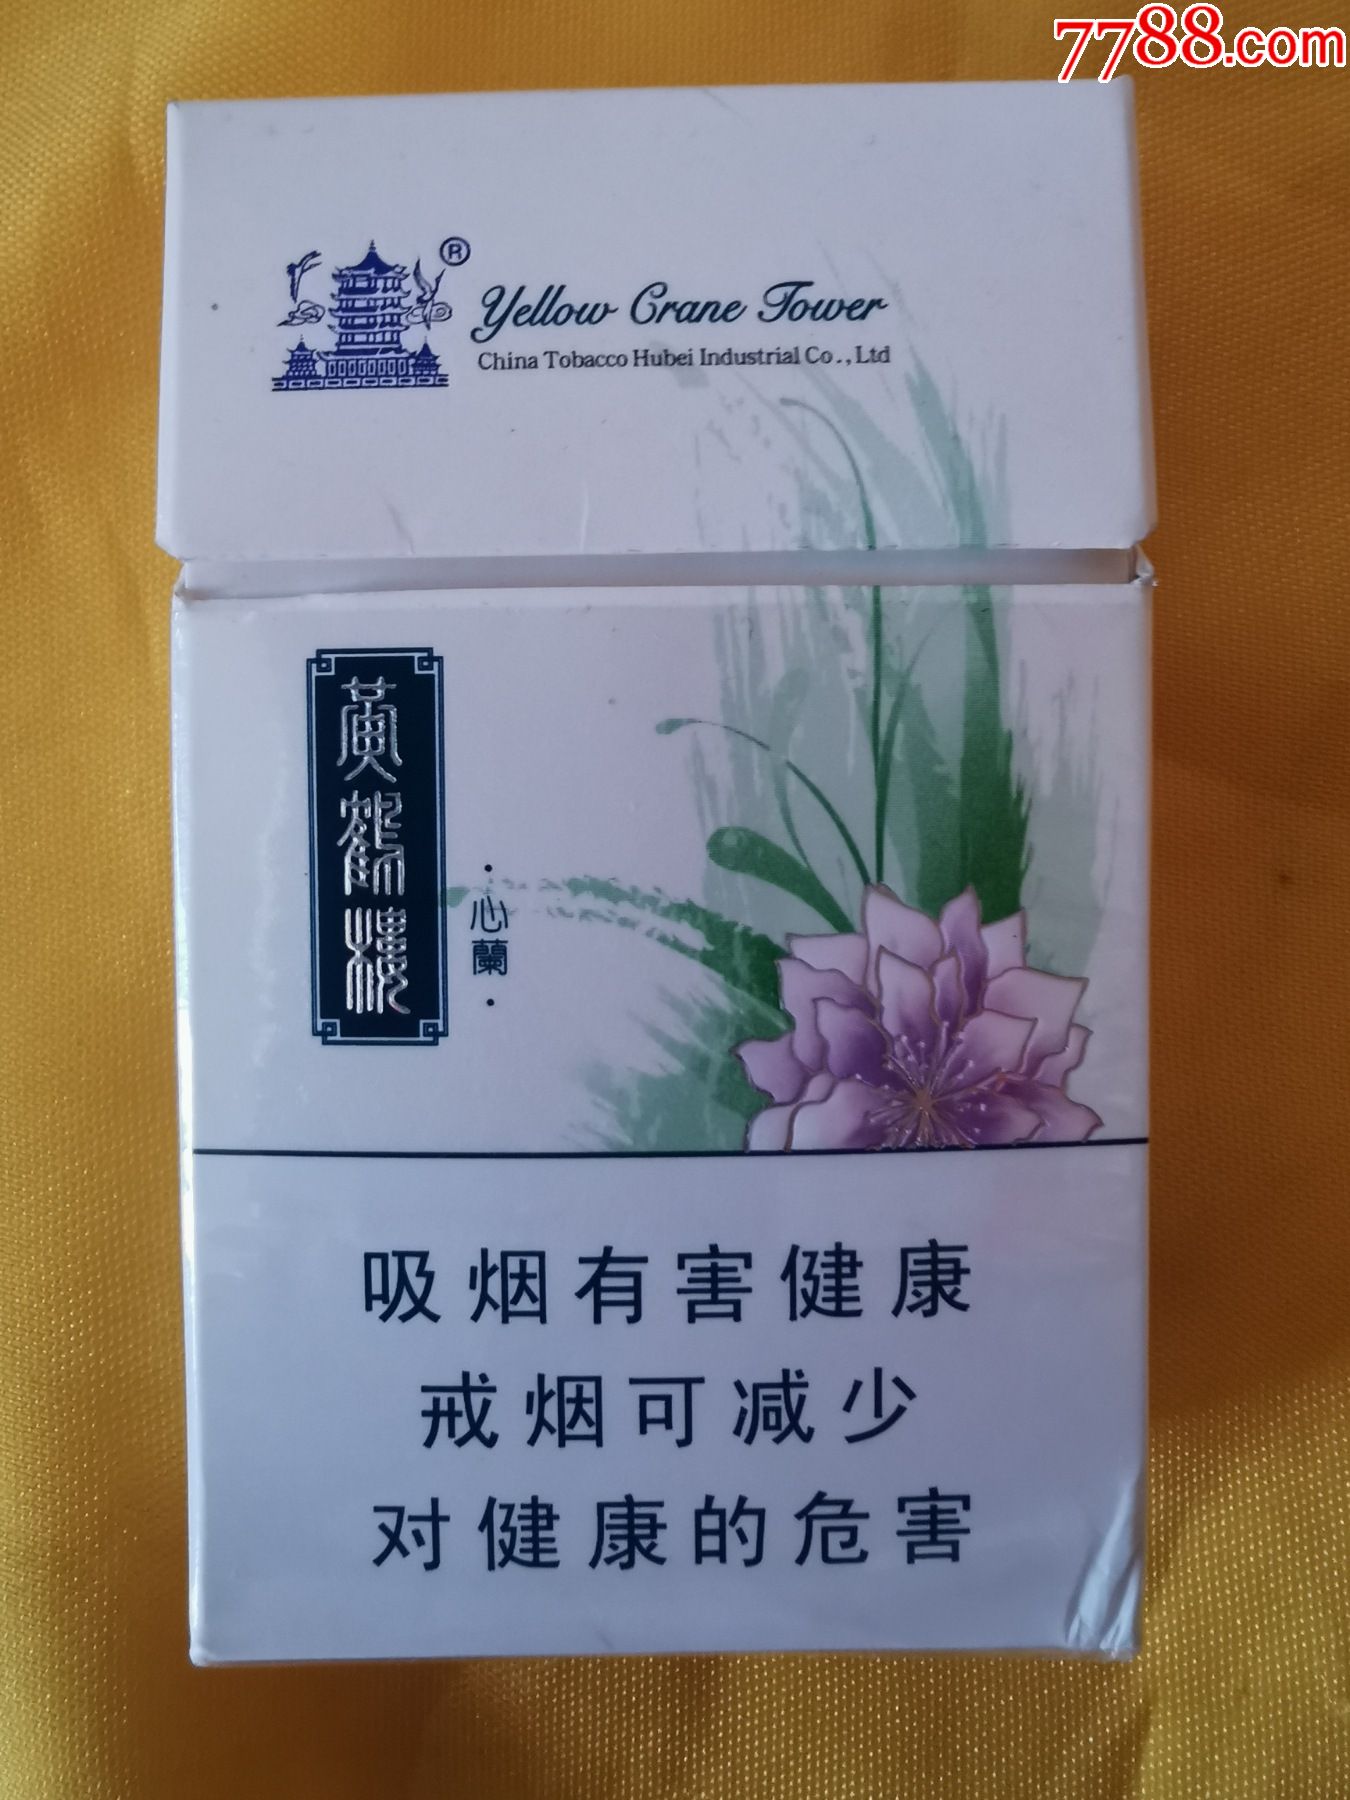 7788.com
®
Yellow Crane Tower
China Tobacco Hubei Industrial Co.,Ltd
黄鹤楼
·心蘭·
吸烟有害健康
戒烟可减少
对健康的危害